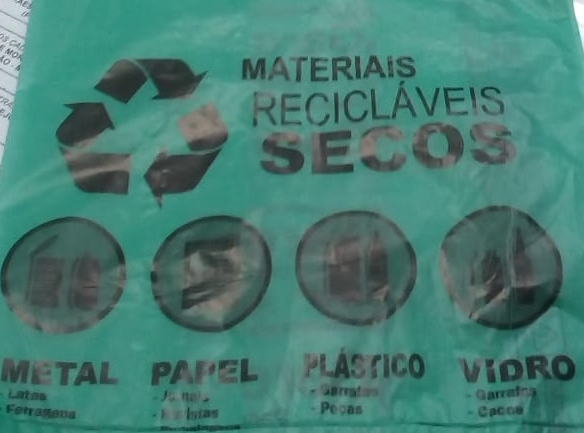 MATERIAIS
RECICLÁVEIS
SECOS
METAL
- Latas
- Ferragens
PAPEL
- Jornais
- Revistas
PLÁSTICO
- Garrafas
- Peças
VIDRO
- Garrafas
- Cacos